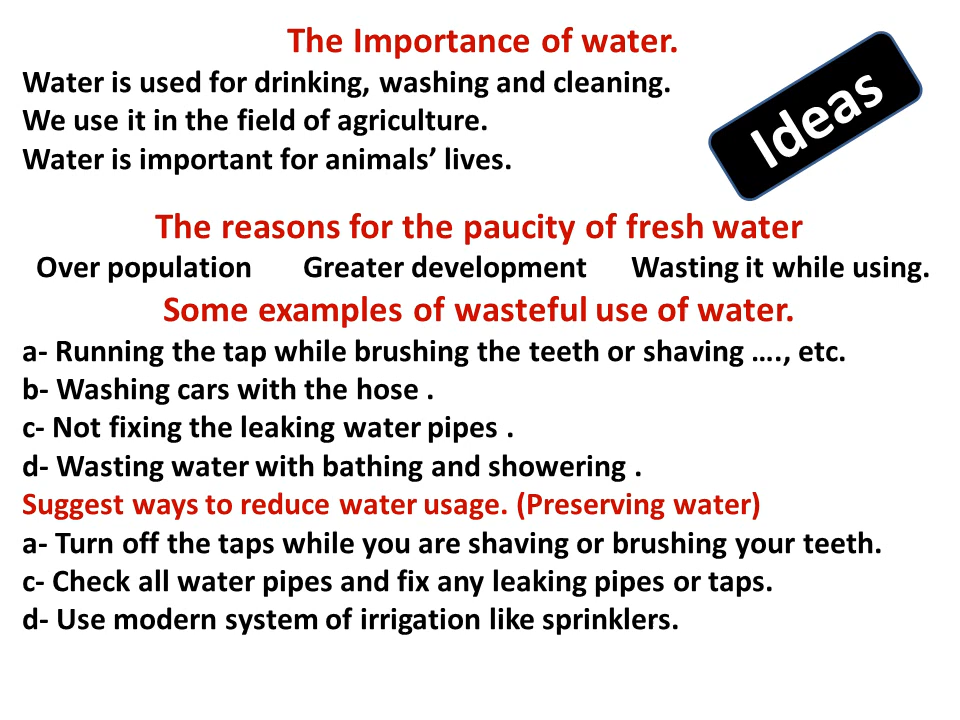 The Importance of water.
Water is used for drinking, washing and cleaning.
We use it in the field of agriculture.
Water is important for animals’ lives.
Ideas
The reasons for the paucity of fresh water
Over population Greater development Wasting it while using.
Some examples of wasteful use of water.
a- Running the tap while brushing the teeth or shaving …., etc.
b- Washing cars with the hose .
c- Not fixing the leaking water pipes .
d- Wasting water with bathing and showering .
Suggest ways to reduce water usage. (Preserving water)
a- Turn off the taps while you are shaving or brushing your teeth.
c- Check all water pipes and fix any leaking pipes or taps.
d- Use modern system of irrigation like sprinklers.